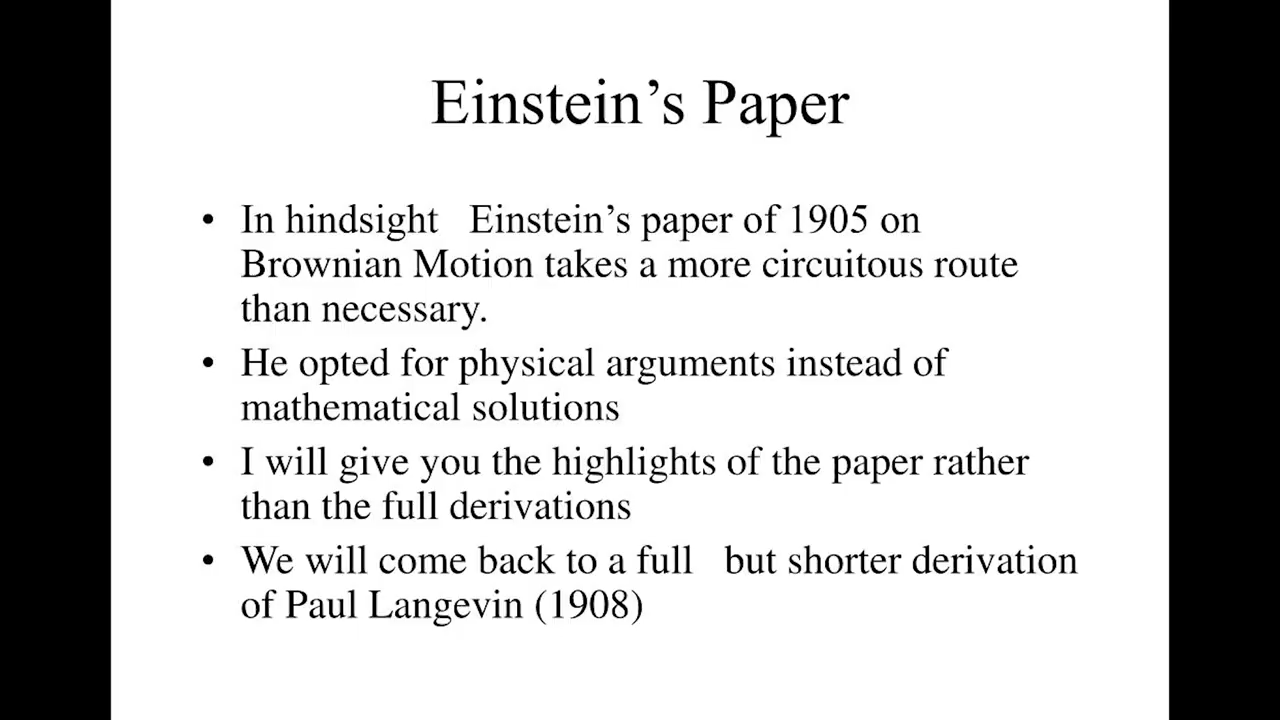 Einstein’s Paper
• In hindsight   Einstein’s paper of 1905 on
Brownian Motion takes a more circuitous route
than necessary.
• He opted for physical arguments instead of
mathematical solutions
• I will give you the highlights of the paper rather
than the full derivations
• We will come back to a full   but shorter derivation
of Paul Langevin (1908)